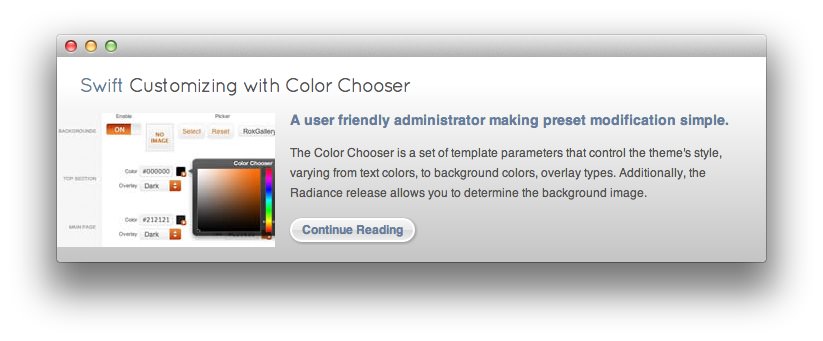 Swift Customizing with Color Chooser
Enable
Picker
BACKGROUNDS
ON
NO
IMAGE
Select
Reset
RokGallery
Color Chooser
Color
#000000
TOP SECTION
Overlay
Dark
Color
#212121
MAIN PAGE
Overlay
Dark
A user friendly administrator making preset modification simple.
The Color Chooser is a set of template parameters that control the theme's style,
varying from text colors, to background colors, overlay types. Additionally, the
Radiance release allows you to determine the background image.
Continue Reading